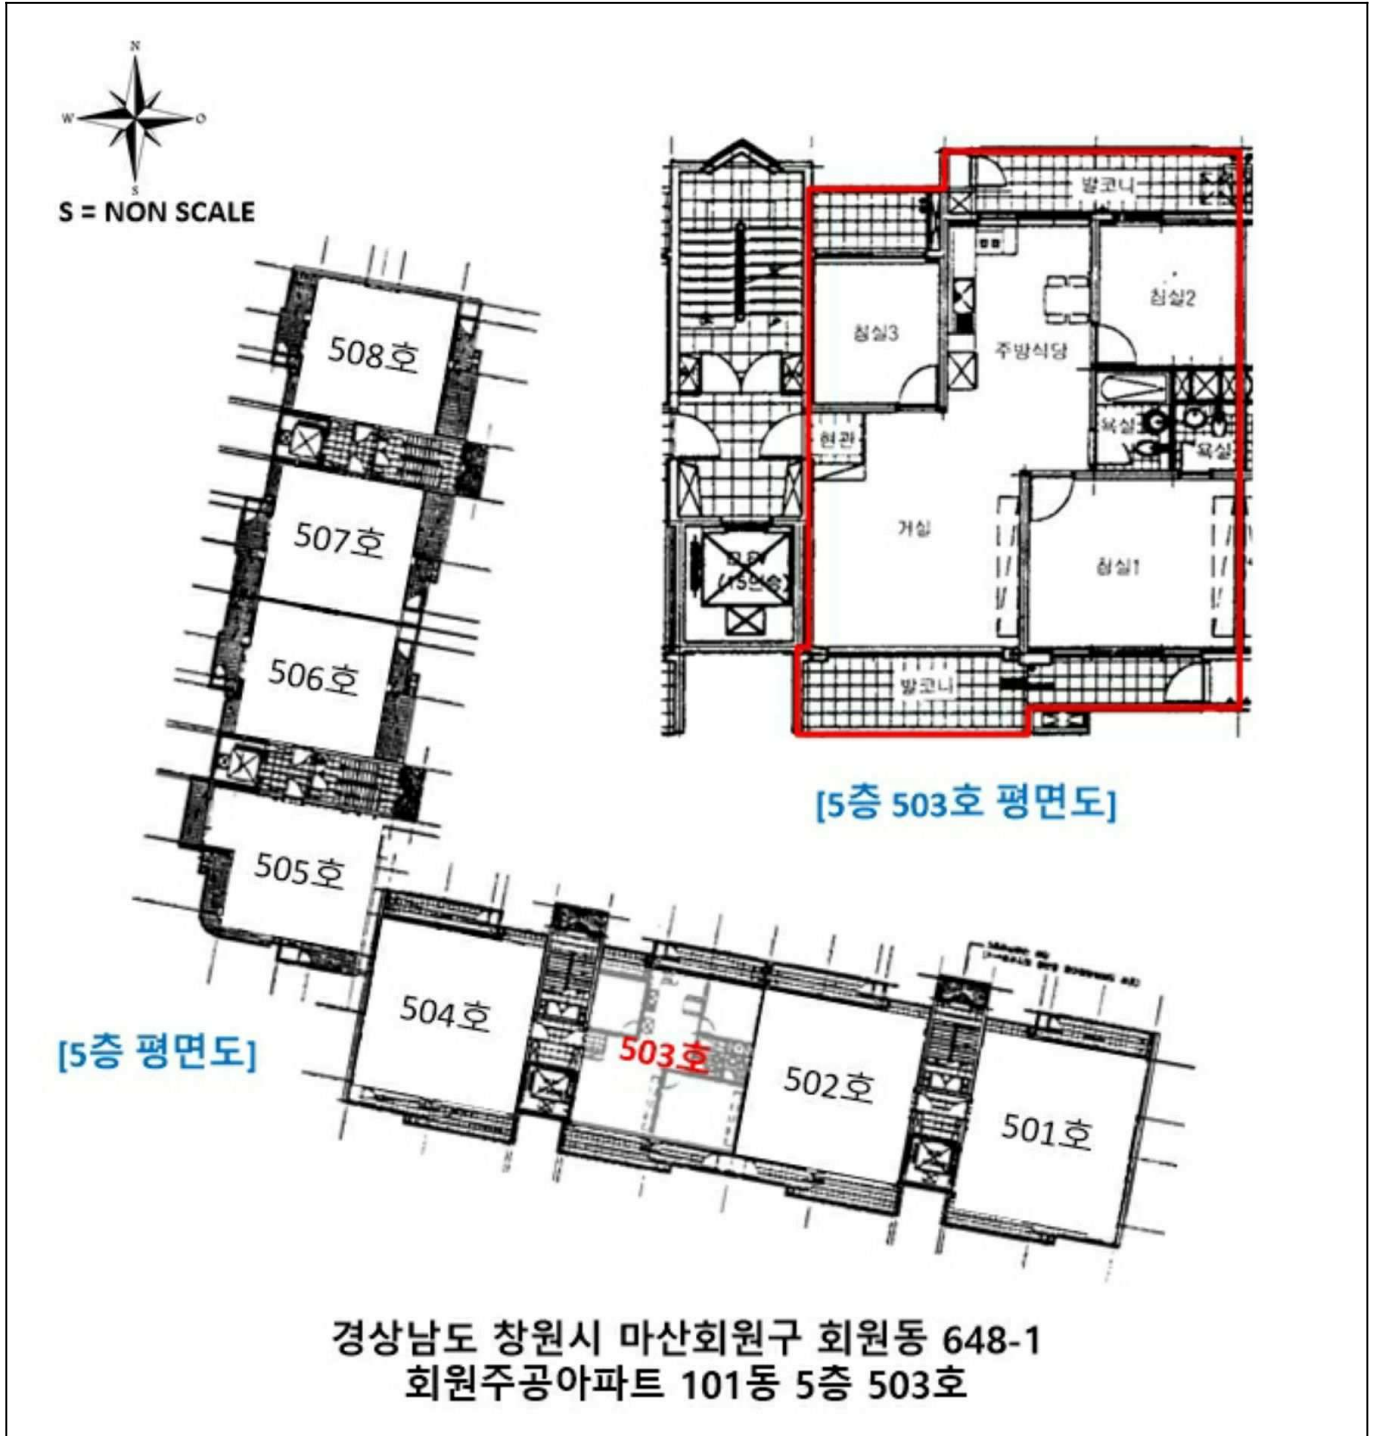 N
W
O
S
S = NON SCALE
발코니
침실2
침실3
주방식당
욕실
욕실
현관
거실
침실1
발코니
[5층 503호 평면도]
508호
507호
506호
505호
504호
503호
502호
501호
[5층 평면도]
경상남도 창원시 마산회원구 회원동 648-1
회원주공아파트 101동 5층 503호